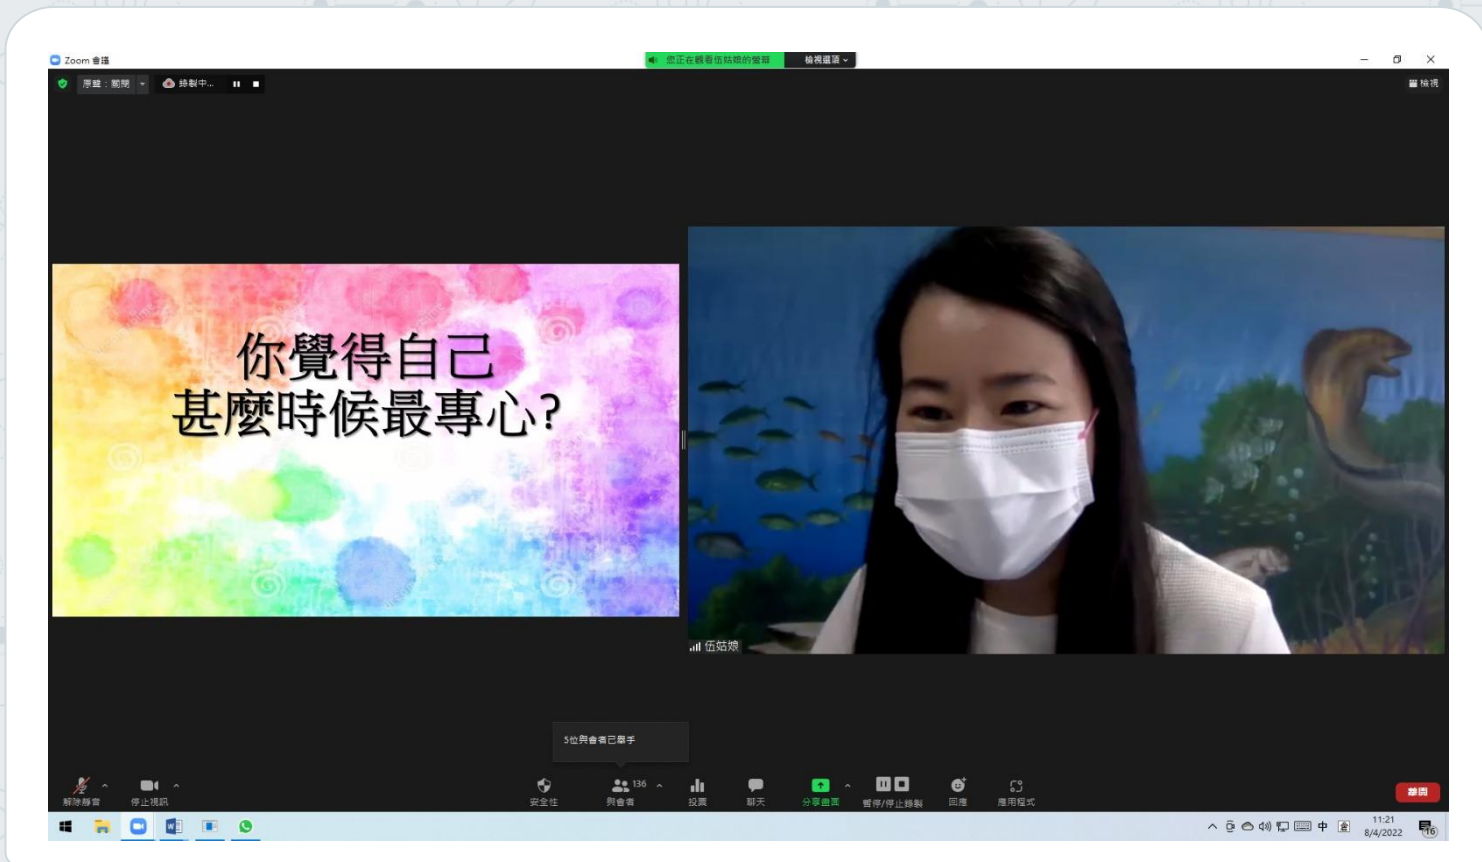 Zoom 會議
您正在觀看伍姑娘的螢幕
檢視選項
原聲：關閉
錄製中...
檢視
你覺得自己
甚麼時候最專心?
伍姑娘
5位與會者已舉手
解除靜音
停止視訊
安全性
136
與會者
投票
聊天
分享畫面
暫停/停止錄製
回應
應用程式
離開
中
11:21
8/4/2022
16